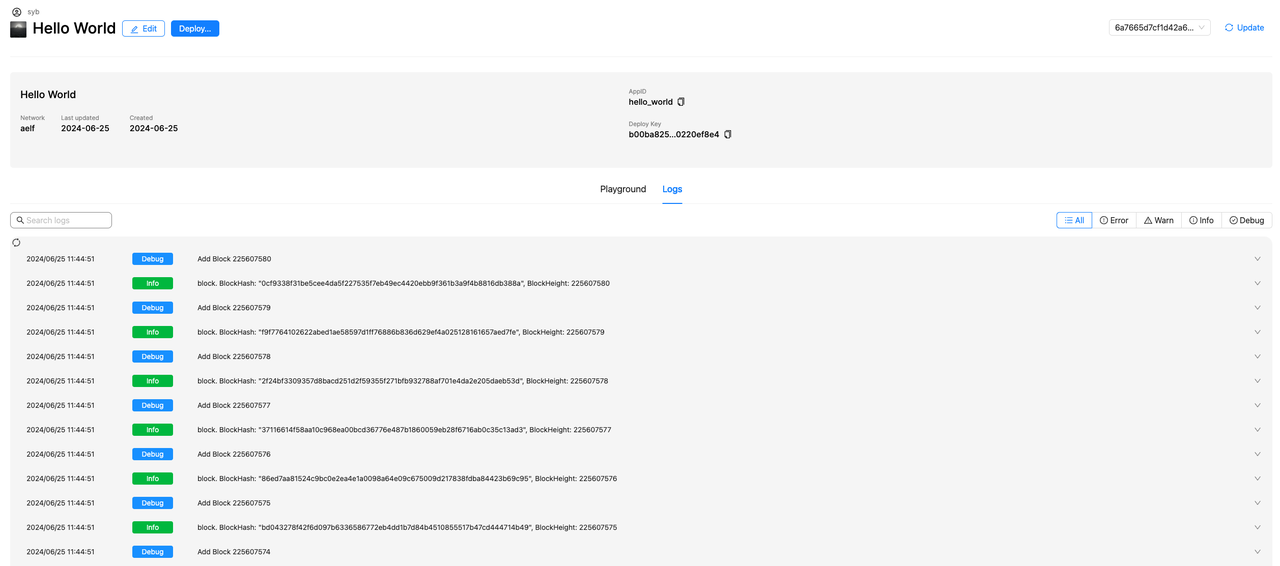 syb
Hello World Edit Deploy... 6a7665d7cf1d42a6... Update
Hello World
Network Last updated Created
aelf 2024-06-25 2024-06-25
AppID
hello_world
Deploy Key
b00ba825...0220ef8e4
Playground Logs
Search logs All Error Warn Info Debug
2024/06/25 11:44:51 Debug Add Block 225607580
2024/06/25 11:44:51 Info block. BlockHash: "0cf9338f31be5cee4da5f227535f7eb49ec4420ebb9f361b3a9f4b8816db388a", BlockHeight: 225607580
2024/06/25 11:44:51 Debug Add Block 225607579
2024/06/25 11:44:51 Info block. BlockHash: "f9f7764102622abed1ae58597d1ff76886b836d629ef4a025128161657aed7fe", BlockHeight: 225607579
2024/06/25 11:44:51 Debug Add Block 225607578
2024/06/25 11:44:51 Info block. BlockHash: "2f24bf3309357d8bacd251d2f59355f271bfb932788af701e4da2e205daeb53d", BlockHeight: 225607578
2024/06/25 11:44:51 Debug Add Block 225607577
2024/06/25 11:44:51 Info block. BlockHash: "37116614f58aa10c968ea00bcd36776e487b1860059eb28f6716ab0c35c13ad3", BlockHeight: 225607577
2024/06/25 11:44:51 Debug Add Block 225607576
2024/06/25 11:44:51 Info block. BlockHash: "86ed7aa81524c9bc0e2ea4e1a0098a64e09c675009d217838fdba84423b69c95", BlockHeight: 225607576
2024/06/25 11:44:51 Debug Add Block 225607575
2024/06/25 11:44:51 Info block. BlockHash: "bd043278f42f6d097b6336586772eb4dd1b7d84b4510855517b47cd444714b49", BlockHeight: 225607575
2024/06/25 11:44:51 Debug Add Block 225607574